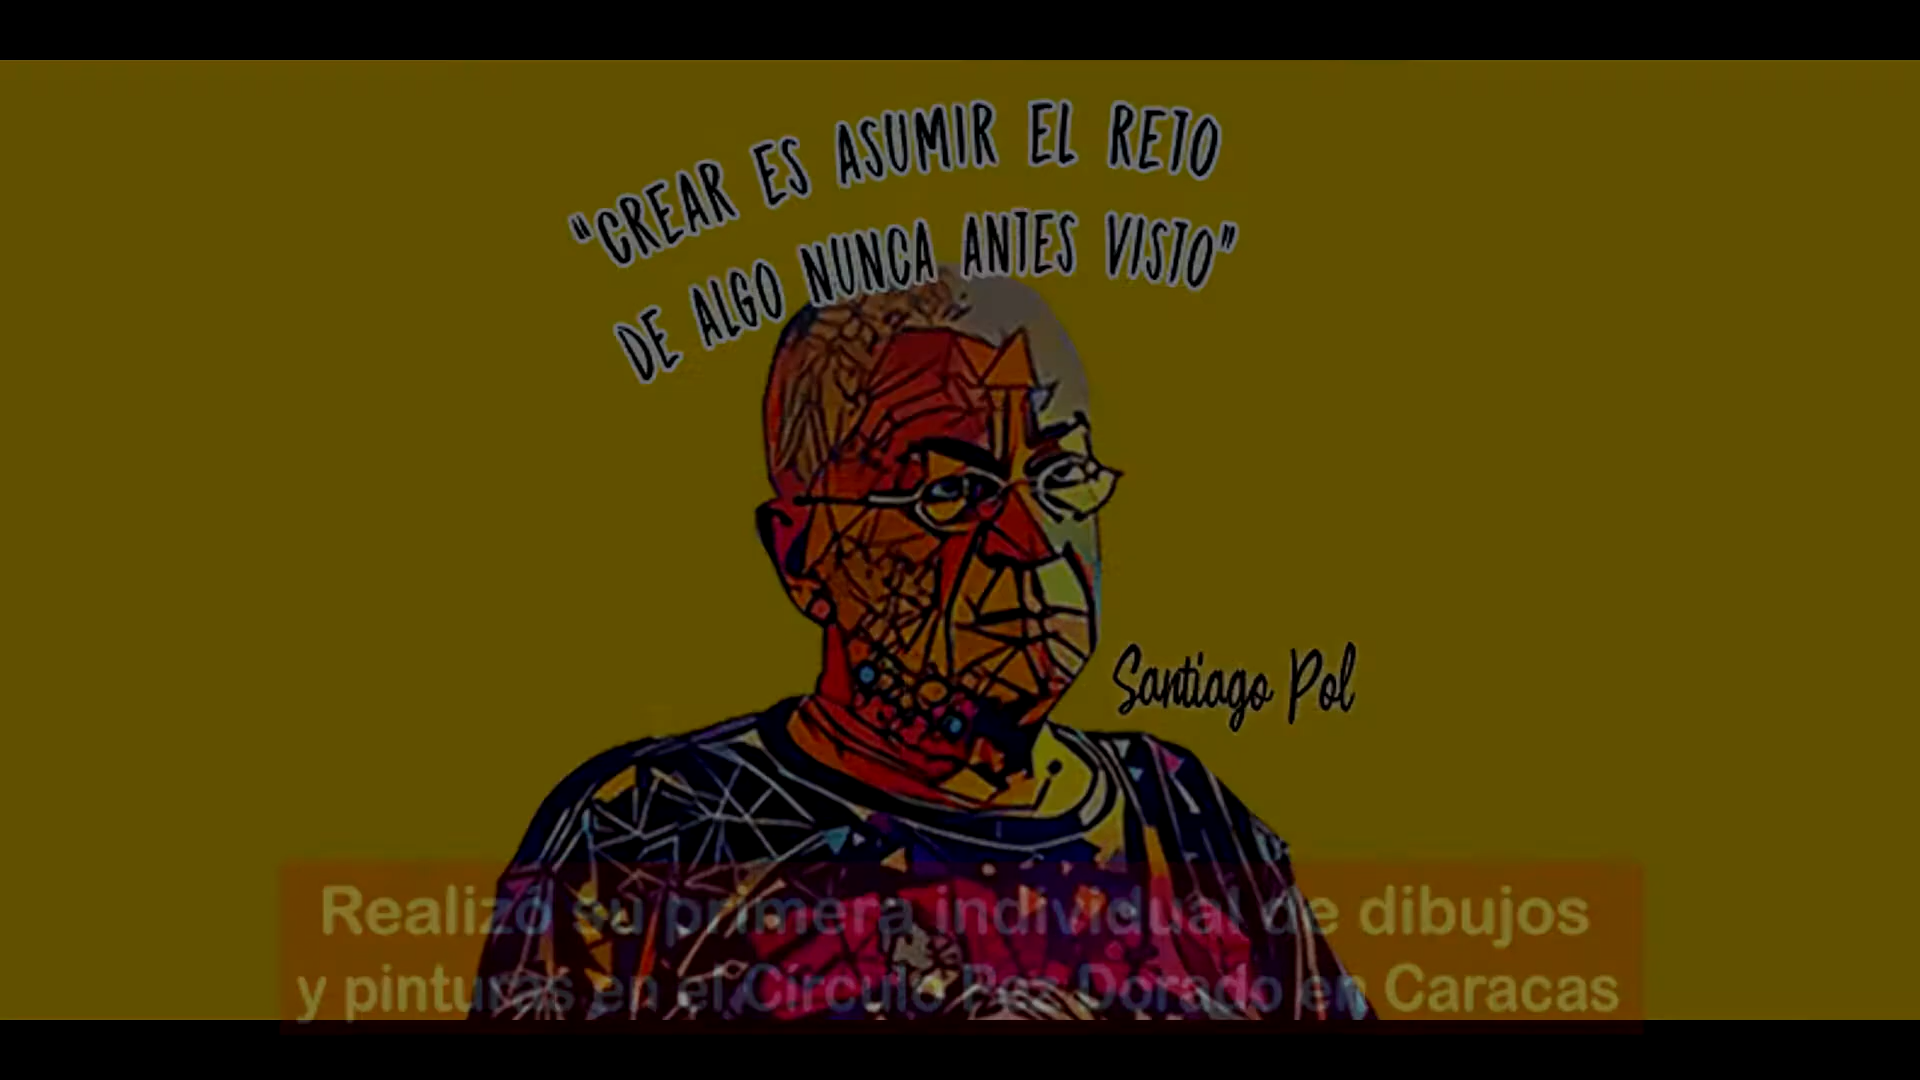 “CREAR ES ASUMIR EL RETO
DE ALGO NUNCA ANTES VISTO”
Santiago Pol
Realizó su primera individual de dibujos
y pinturas en el Círculo Pez Dorado en Caracas